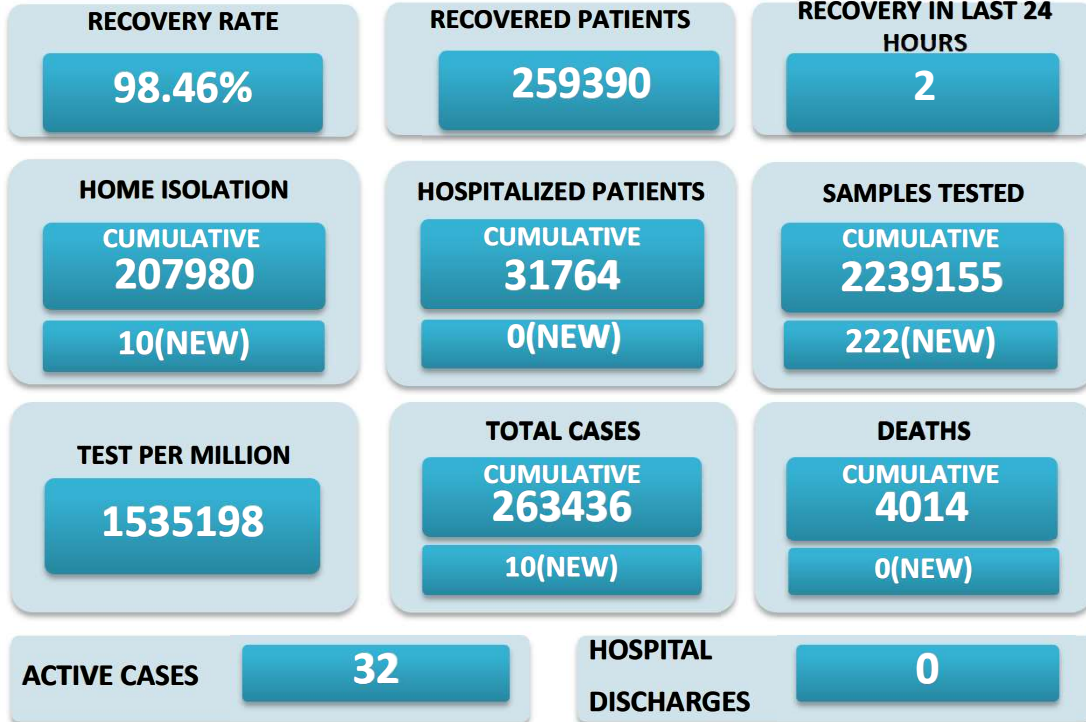 RECOVERY RATE
98.46%
RECOVERED PATIENTS
259390
RECOVERY IN LAST 24
HOURS
2
HOME ISOLATION
CUMULATIVE
207980
10(NEW)
HOSPITALIZED PATIENTS
CUMULATIVE
31764
0(NEW)
SAMPLES TESTED
CUMULATIVE
2239155
222(NEW)
TEST PER MILLION
1535198
TOTAL CASES
CUMULATIVE
263436
10(NEW)
DEATHS
CUMULATIVE
4014
0(NEW)
ACTIVE CASES
32
HOSPITAL
DISCHARGES
0